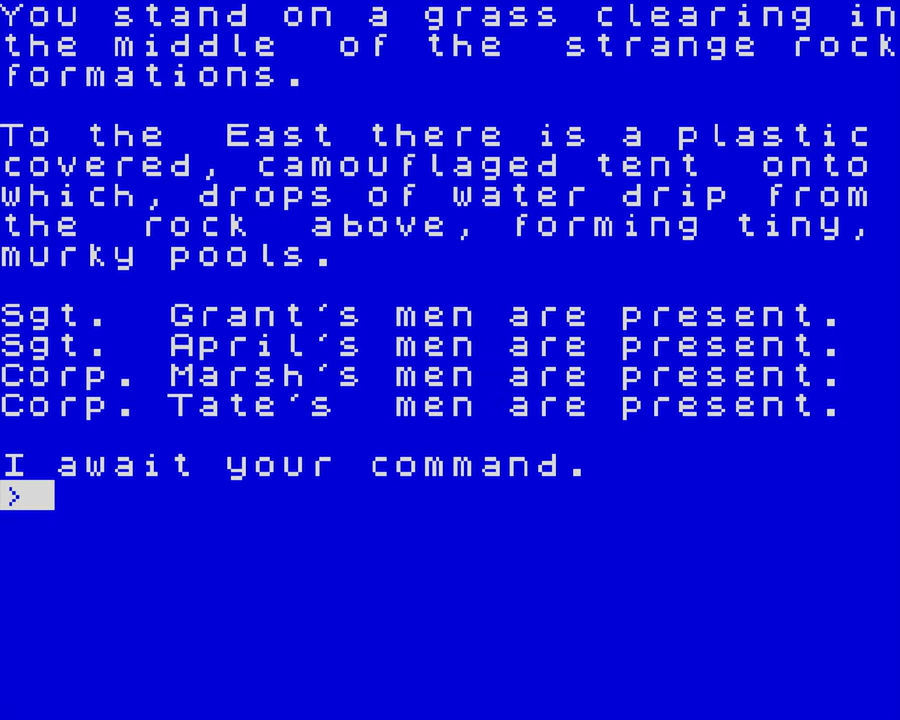 You stand on a grass clearing in
the middle of the strange rock
formations.
To the East there is a plastic
covered, camouflaged tent onto
which, drops of water drip from
the rock above, forming tiny,
murky pools.
Sgt. Grant's men are present.
Sgt. April's men are present.
Corp. Marsh's men are present.
Corp. Tate's men are present.
I await your command.
>